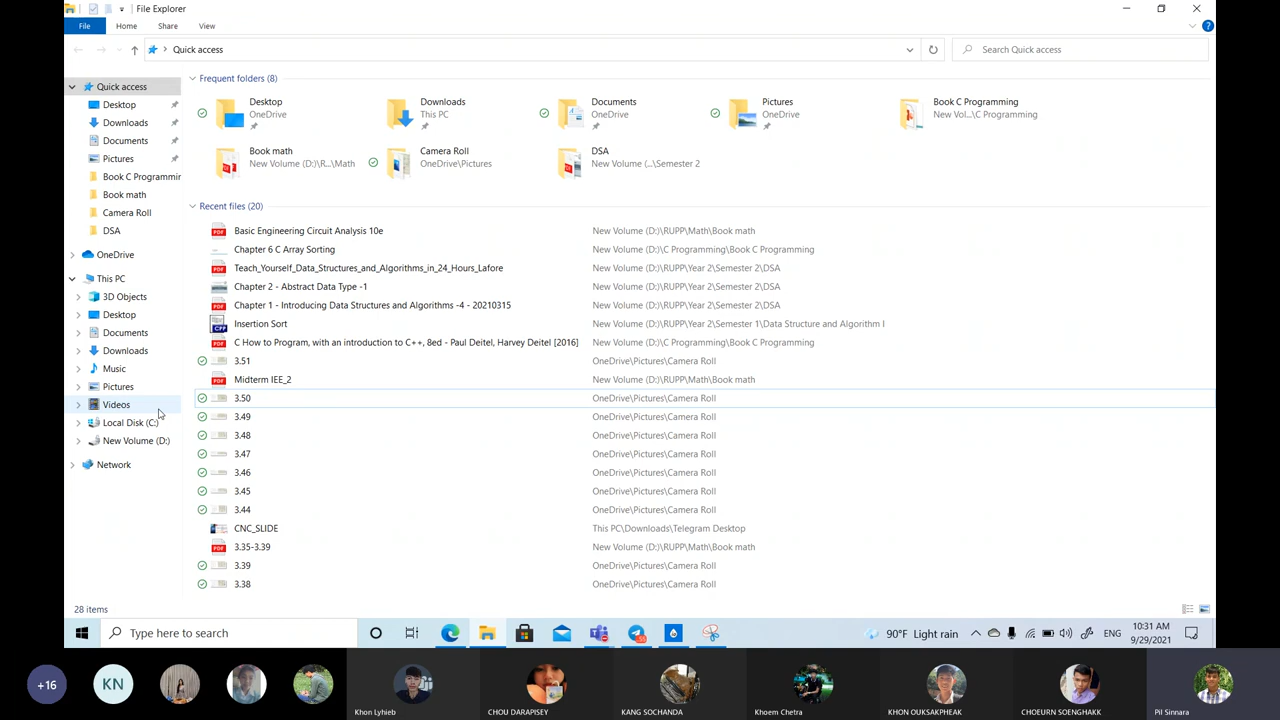 File Explorer
File Home Share View
Quick access
Search Quick access
Quick access
Desktop
Downloads
Documents
Pictures
Book C Programmir
Book math
Camera Roll
DSA
OneDrive
This PC
3D Objects
Desktop
Documents
Downloads
Music
Pictures
Videos
Local Disk (C:)
New Volume (D:)
Network
Frequent folders (8)
Desktop
OneDrive
Downloads
This PC
Documents
OneDrive
Pictures
OneDrive
Book C Programming
New Vol...\C Programming
Book math
New Volume (D:)\R...\Math
Camera Roll
OneDrive\Pictures
DSA
New Volume (...\Semester 2
Recent files (20)
Basic Engineering Circuit Analysis 10e New Volume (D:)\RUPP\Math\Book math
Chapter 6 C Array Sorting New Volume (D:)\C Programming\Book C Programming
Teach_Yourself_Data_Structures_and_Algorithms_in_24_Hours_Lafore New Volume (D:)\RUPP\Year 2\Semester 2\DSA
Chapter 2 - Abstract Data Type -1 New Volume (D:)\RUPP\Year 2\Semester 2\DSA
Chapter 1 - Introducing Data Structures and Algorithms -4 - 20210315 New Volume (D:)\RUPP\Year 2\Semester 2\DSA
Insertion Sort New Volume (D:)\RUPP\Year 2\Semester 1\Data Structure and Algorithm I
C How to Program, with an introduction to C++, 8ed - Paul Deitel, Harvey Deitel [2016] New Volume (D:)\C Programming\Book C Programming
3.51 OneDrive\Pictures\Camera Roll
Midterm IEE_2 New Volume (D:)\RUPP\Math\Book math
3.50 OneDrive\Pictures\Camera Roll
3.49 OneDrive\Pictures\Camera Roll
3.48 OneDrive\Pictures\Camera Roll
3.47 OneDrive\Pictures\Camera Roll
3.46 OneDrive\Pictures\Camera Roll
3.45 OneDrive\Pictures\Camera Roll
3.44 OneDrive\Pictures\Camera Roll
CNC_SLIDE This PC\Downloads\Telegram Desktop
3.35-3.39 New Volume (D:)\RUPP\Math\Book math
3.39 OneDrive\Pictures\Camera Roll
3.38 OneDrive\Pictures\Camera Roll
28 items
Type here to search
90°F Light rain
ENG
10:31 AM
9/29/2021
+16
KN
Khon Lyhieb
CHOU DARAPISEY
KANG SOCHANDA
Khoem Chetra
KHON OUKSAKPHEAK
CHOEURN SOENGHAKK
Pil Sinnara